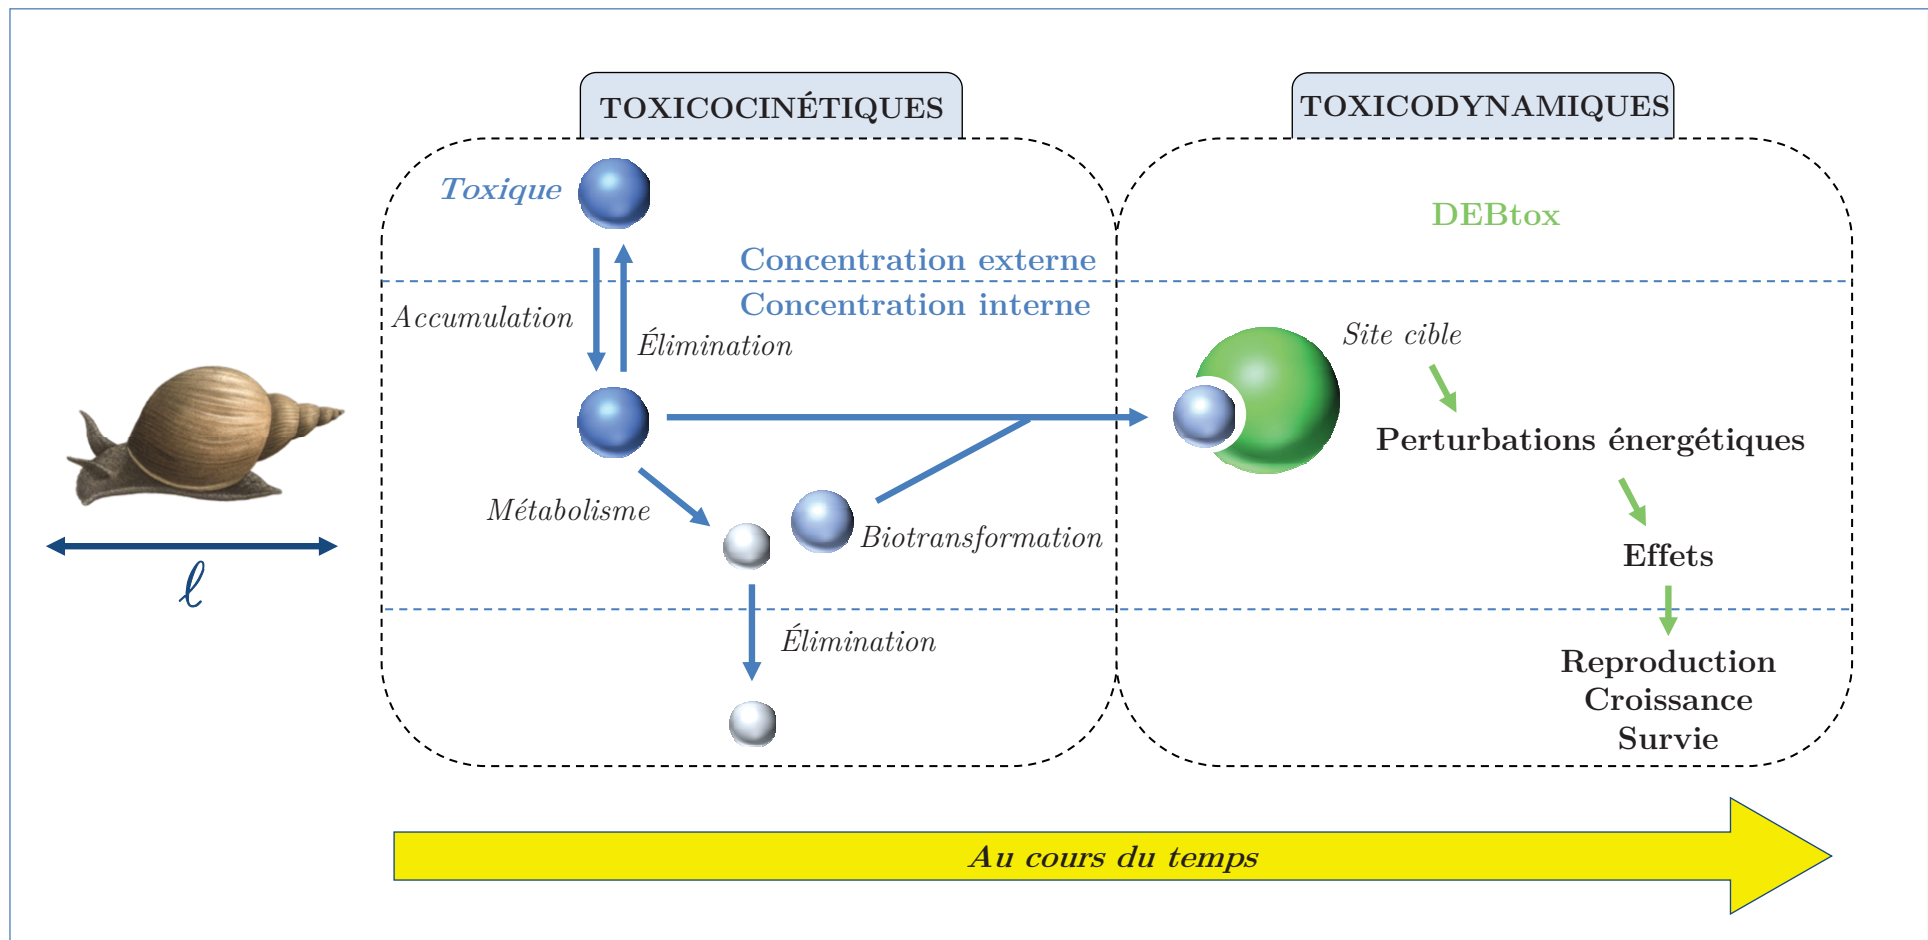 TOXICOCINÉTIQUES
TOXICODYNAMIQUES
Toxique
DEBtox
Concentration externe
Concentration interne
Accumulation
Élimination
Site cible
Perturbations énergétiques
Métabolisme
Biotransformation
Effets
ℓ
Élimination
Reproduction
Croissance
Survie
Au cours du temps